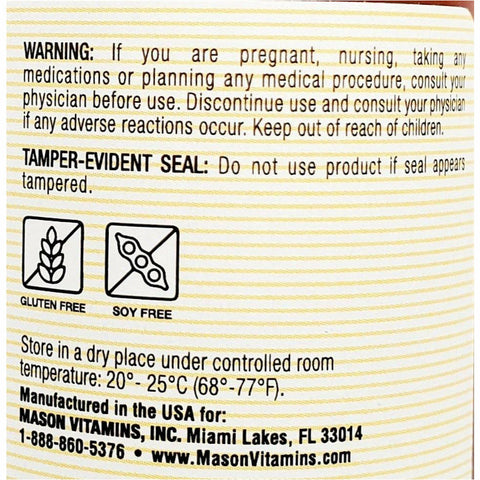 WARNING: If you are pregnant, nursing, taking any
medications or planning any medical procedure, consult your
physician before use. Discontinue use and consult your physician
if any adverse reactions occur. Keep out of reach of children.
TAMPER-EVIDENT SEAL: Do not use product if seal appears
tampered.
GLUTEN FREE
SOY FREE
Store in a dry place under controlled room
temperature: 20°- 25°C (68°-77°F).
Manufactured in the USA for:
MASON VITAMINS, INC. Miami Lakes, FL 33014
1-888-860-5376 • www.MasonVitamins.com